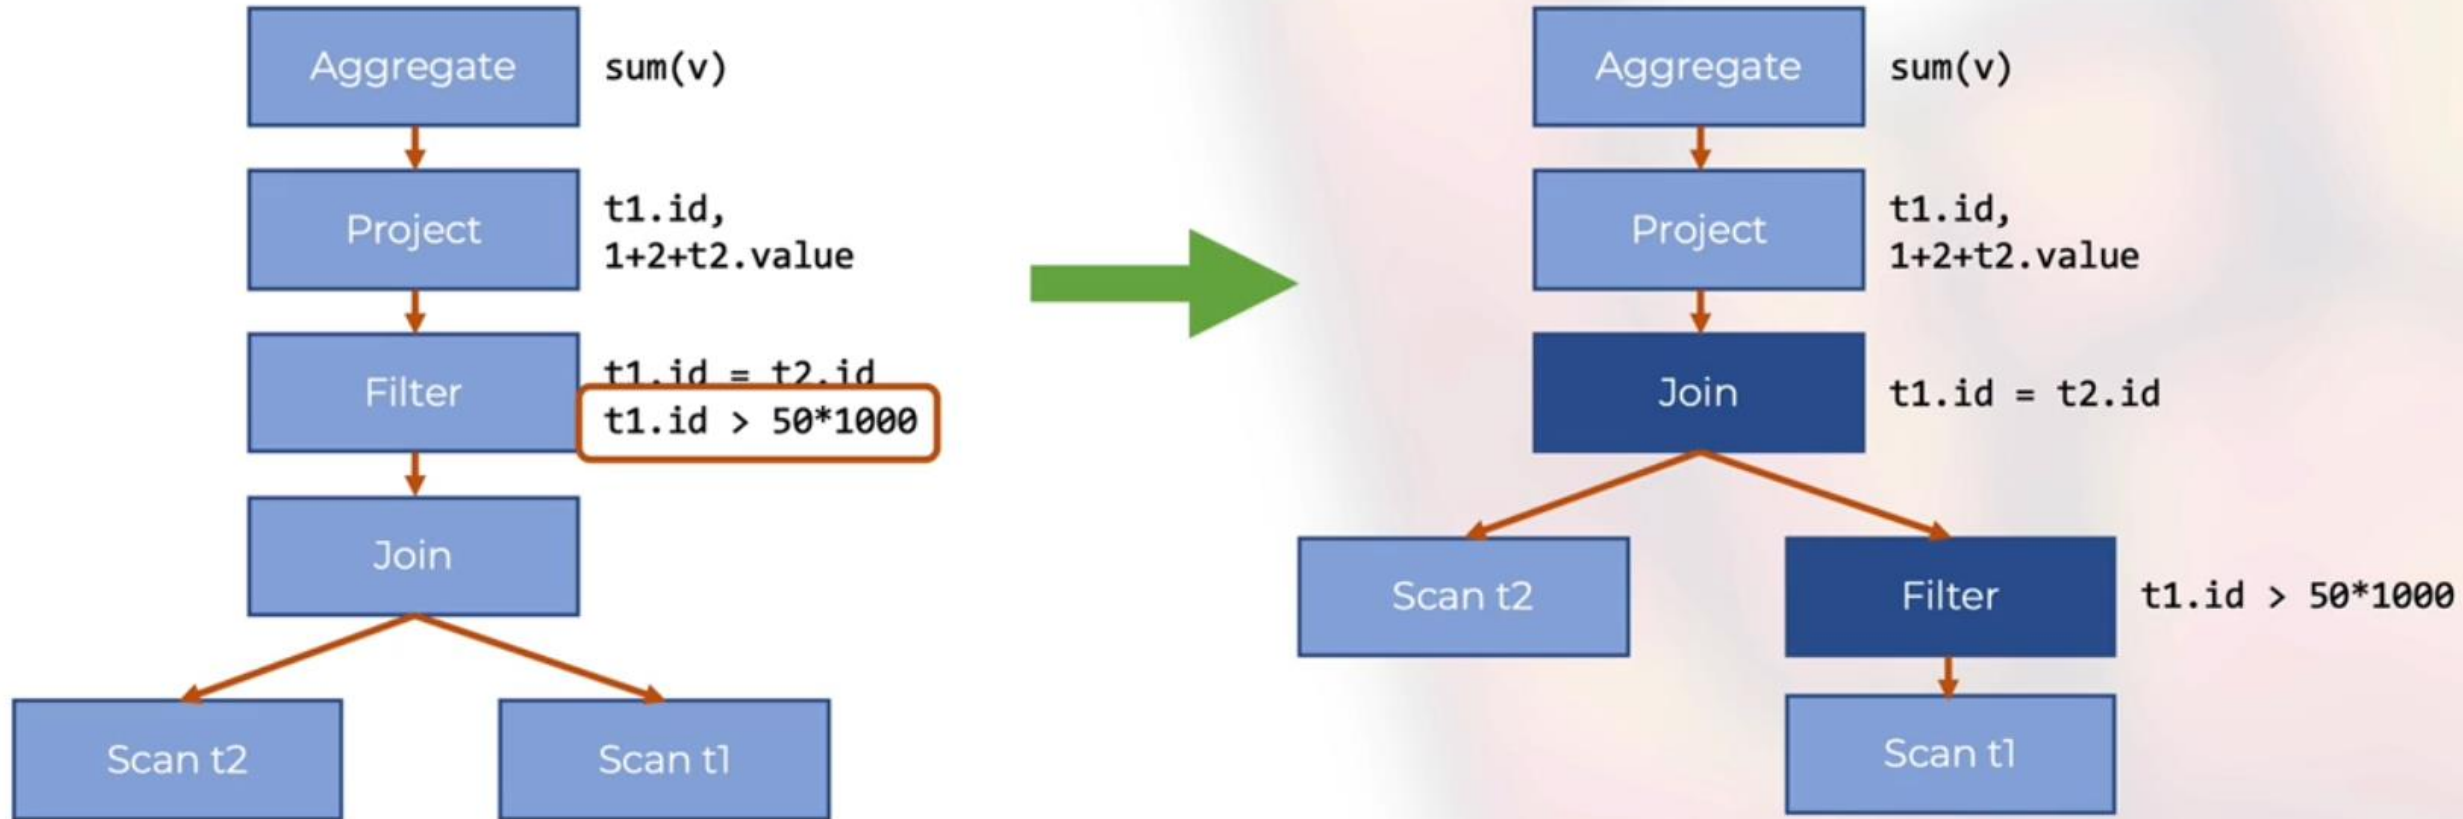 Aggregate
sum(v)
Project
t1.id,
1+2+t2.value
Filter
t1.id = t2.id
t1.id > 50*1000
Join
Scan t2
Scan t1
Aggregate
sum(v)
Project
t1.id,
1+2+t2.value
Join
t1.id = t2.id
Scan t2
Filter
t1.id > 50*1000
Scan t1